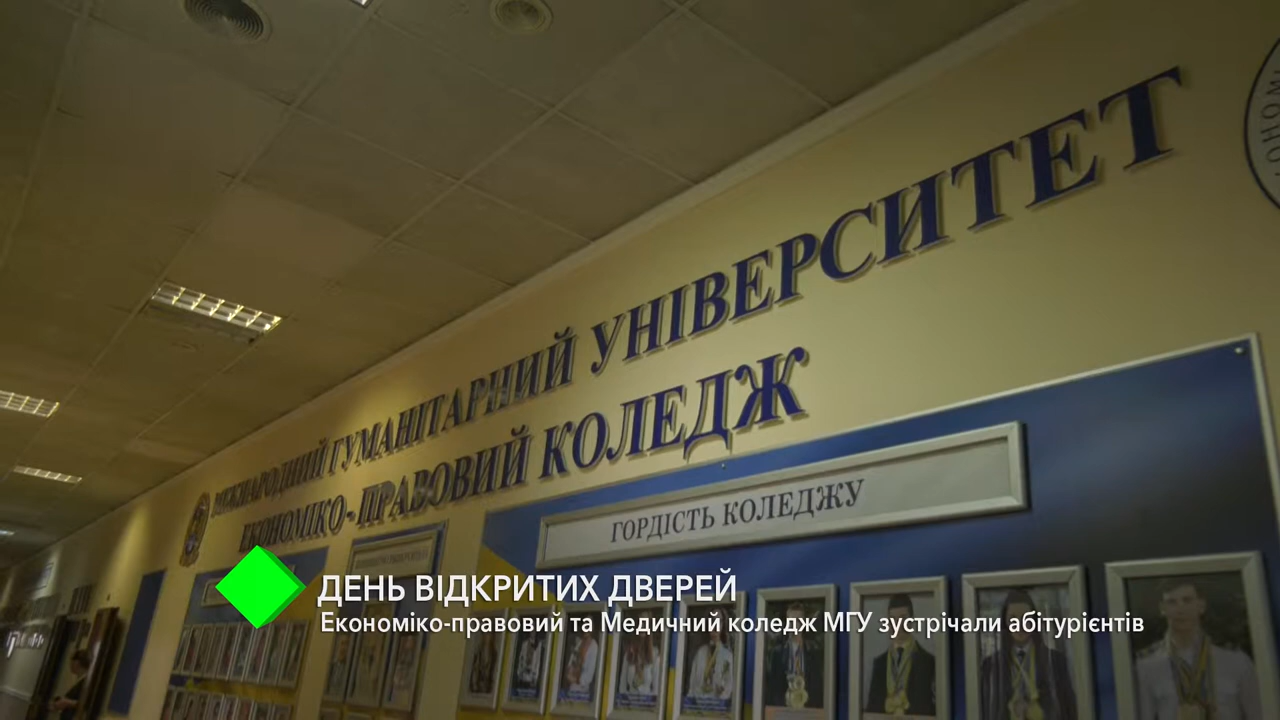 МІЖНАРОДНИЙ ГУМАНІТАРНИЙ УНІВЕРСИТЕТ
ЕКОНОМІКО-ПРАВОВИЙ КОЛЕДЖ
ГОРДІСТЬ КОЛЕДЖУ
ДЕНЬ ВІДКРИТИХ ДВЕРЕЙ
Економіко-правовий та Медичний коледж МГУ зустрічали абітурієнтів